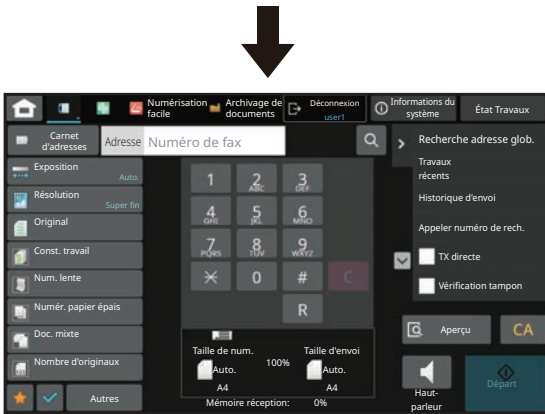 Numérisation facile
Archivage de documents
Déconnexion
user1
Informations du système
État Travaux
Carnet d'adresses
Adresse
Numéro de fax
Recherche adresse glob.
Exposition
Auto.
Résolution
Super fin
Original
Const. travail
Num. lente
Numér. papier épais
Doc. mixte
Nombre d'originaux
Autres
1
2 ABC
3 DEF
4 GHI
5 JKL
6 MNO
7 PQRS
8 TUV
9 WXYZ
0
#
C
R
Taille de num.
Auto.
A4
100%
Taille d'envoi
Auto.
A4
Mémoire réception: 0%
Travaux récents
Historique d'envoi
Appeler numéro de rech.
TX directe
Vérification tampon
Aperçu
CA
Haut-parleur
Départ